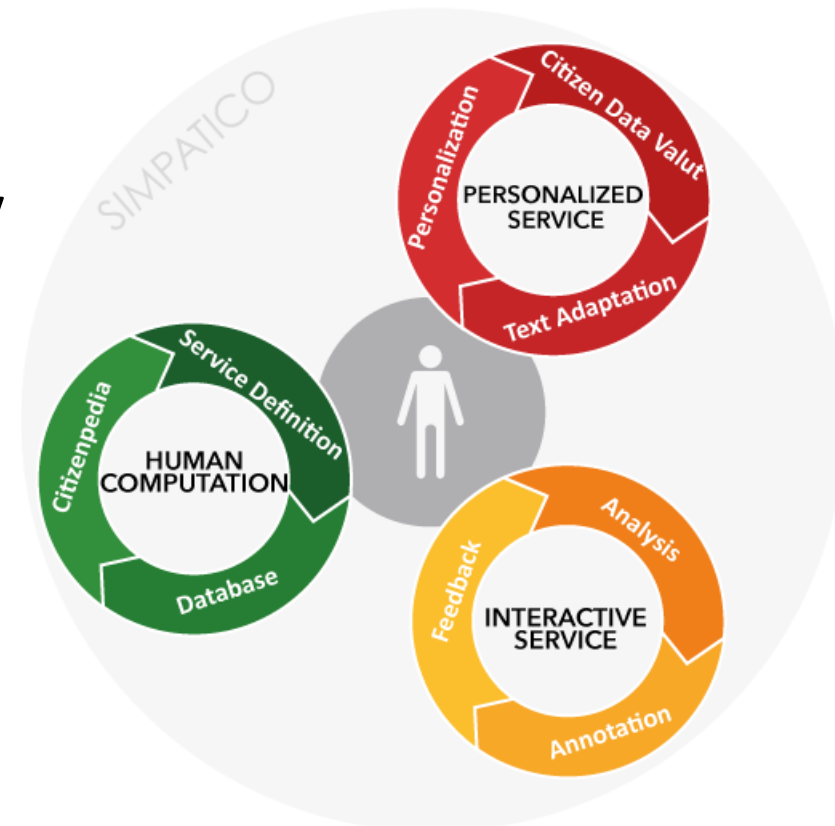 SIMPATICO
Citizen Data Valut
Personalization
PERSONALIZED
SERVICE
Text Adaptation
Service Definition
Citizenpedia
HUMAN
COMPUTATION
Database
Analysis
Feedback
INTERACTIVE
SERVICE
Annotation